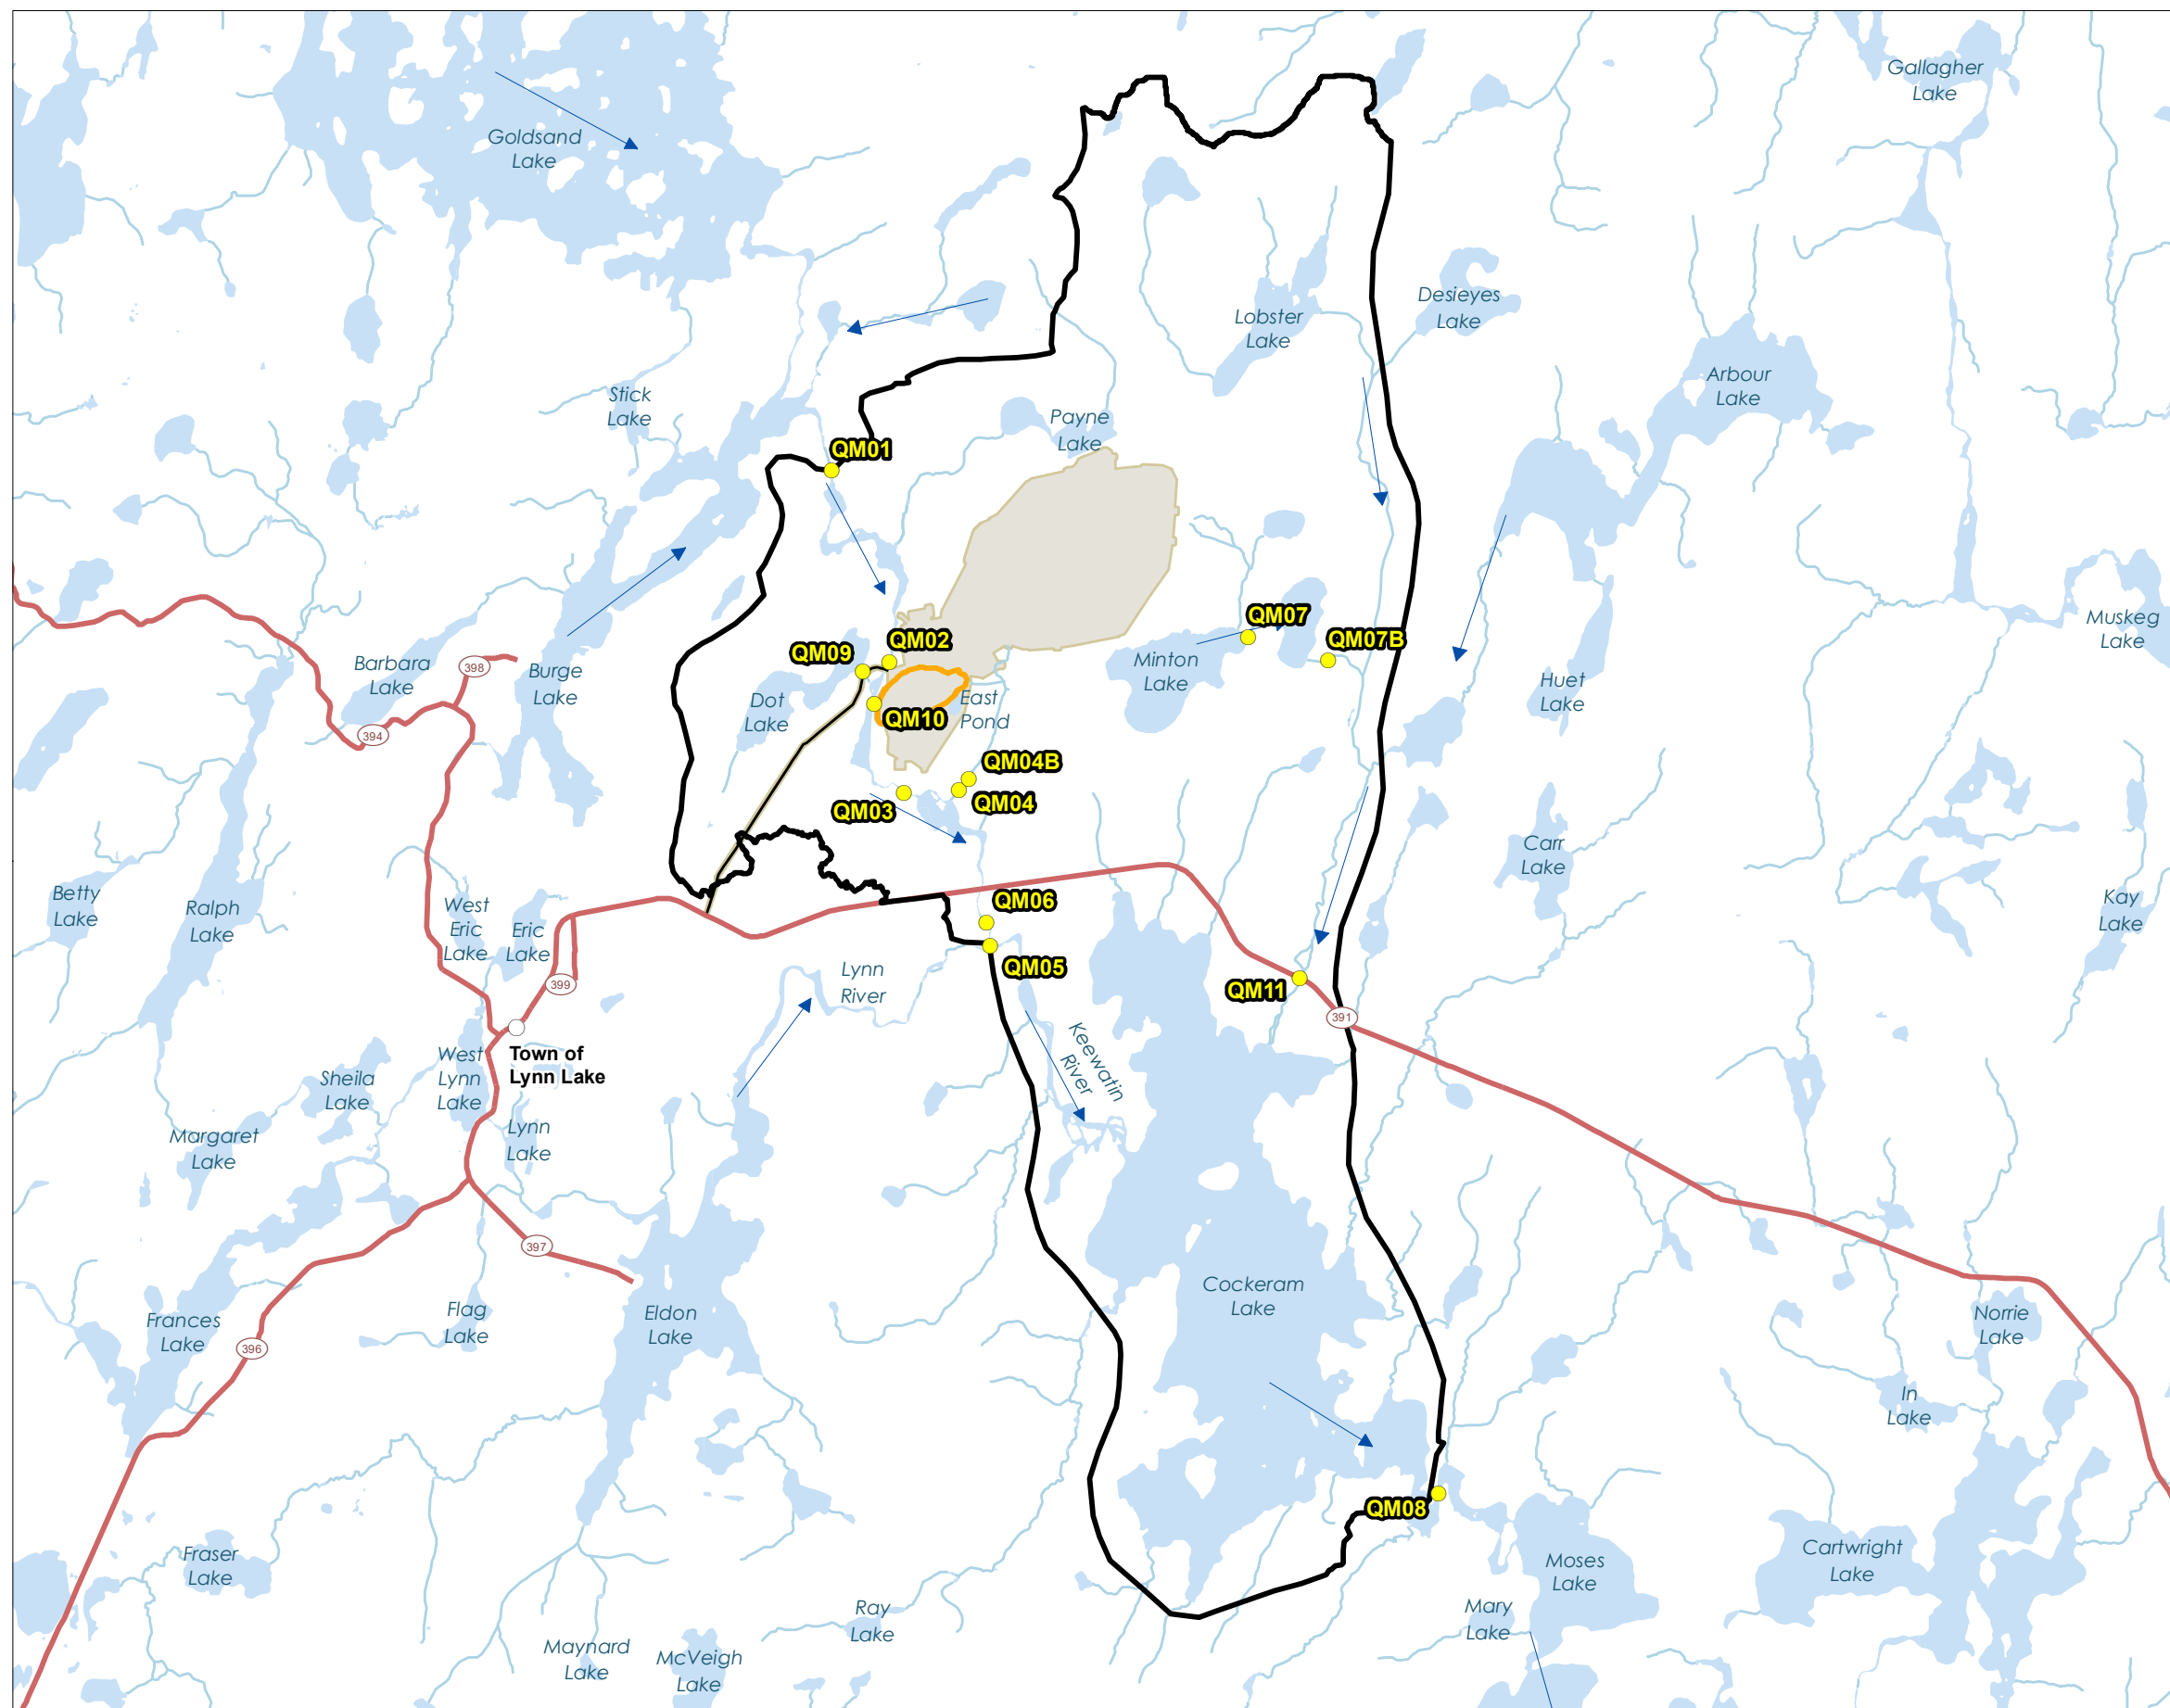 Gallagher
Lake
Goldsand
Lake
Desieyes
Lake
Lobster
Lake
Arbour
Lake
Stick
Lake
Payne
Lake
QM01
QM07
Muskeg
Lake
QM02
QM07B
QM09
Barbara
Lake
398
Burge
Lake
Minton
Lake
Huet
Lake
Dot
Lake
East
Pond
QM10
394
QM04B
QM04
QM03
Carr
Lake
Betty
Lake
Ralph
Lake
West
Eric
Lake
Eric
Lake
QM06
Kay
Lake
QM05
Lynn
River
399
QM11
391
Keewatin
River
Town of
Lynn Lake
West
Lynn
Lake
Sheila
Lake
Margaret
Lake
Lynn
Lake
397
Cockeram
Lake
Flag
Lake
Eldon
Lake
Frances
Lake
396
Norrie
Lake
In
Lake
QM08
Fraser
Lake
Moses
Lake
Cartwright
Lake
Ray
Lake
Mary
Lake
Maynard
Lake
McVeigh
Lake